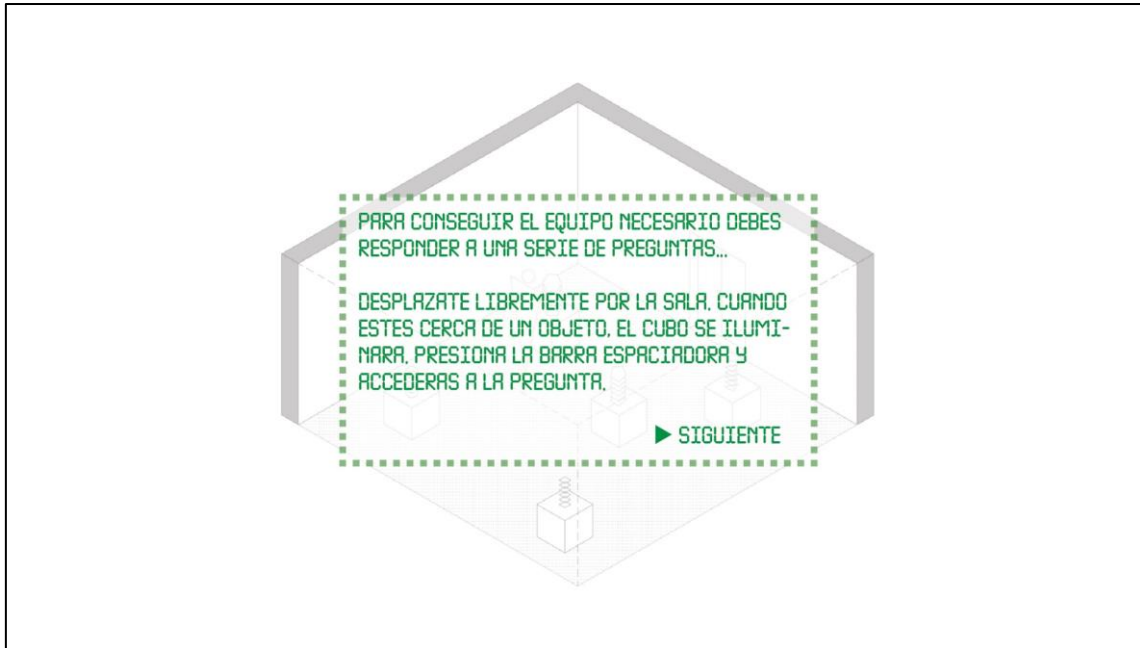 PARA CONSEGUIR EL EQUIPO NECESARIO DEBES
RESPONDER A UNA SERIE DE PREGUNTAS...
DESPLAZATE LIBREMENTE POR LA SALA, CUANDO
ESTES CERCA DE UN OBJETO, EL CUBO SE ILUMI-
NARA, PRESIONA LA BARRA ESPACIADORA Y
ACCEDERAS A LA PREGUNTA,
▶ SIGUIENTE